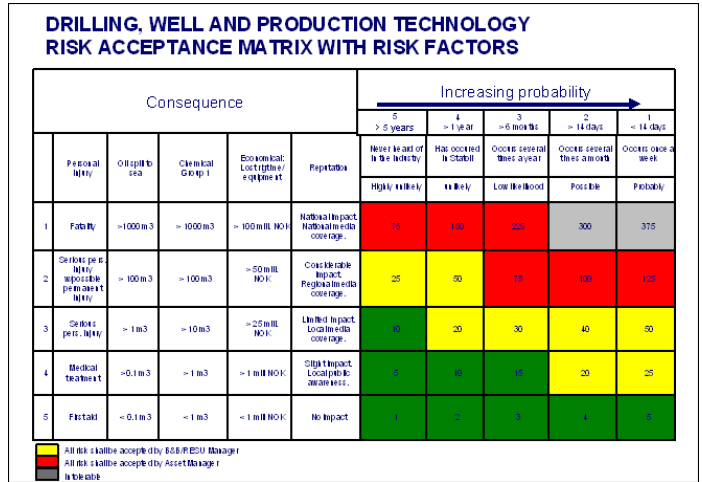 DRILLING, WELL AND PRODUCTION TECHNOLOGY
RISK ACCEPTANCE MATRIX WITH RISK FACTORS
Consequence
Increasing probability
5
> 5 years
4
> 1 year
3
> 6 months
2
> 14 days
1
< 14 days
Personal
Injury
Oil spill to
sea
Chemical
Group 1
Economical:
Lost rigtime/
equipment
Reputation
Never heard of
in the Industry
Has occured
in Statoil
Occurs several
times a year
Occurs several
times a month
Occurs once a
week
Highly unlikely
unlikely
Low likelihood
Possible
Probably
1
Fatality
>1000 m3
> 1000 m3
> 100 mill. NOK
National impact.
National media
coverage.
75
150
225
300
375
2
Serious pers.
Injury
w/possible
permanent
Injury
> 100 m3
> 100 m3
> 50 mill.
NOK
Considerable
Impact.
Regional media
coverage.
25
50
75
100
125
3
Serious
pers. Injury
> 1 m3
> 10 m3
> 25 mill.
NOK
Limited Impact.
Local media
coverage.
10
20
30
40
50
4
Medical
treatment
>0.1 m3
> 1 m3
> 1 mill NOK
Slight impact.
Local public
awareness.
5
10
15
20
25
5
First aid
< 0.1 m3
< 1 m3
< 1 mill NOK
No Impact
1
2
3
4
5
All risk shall be accepted by B&B/RESU Manager
All risk shall be accepted by Asset Manager
Intolerable